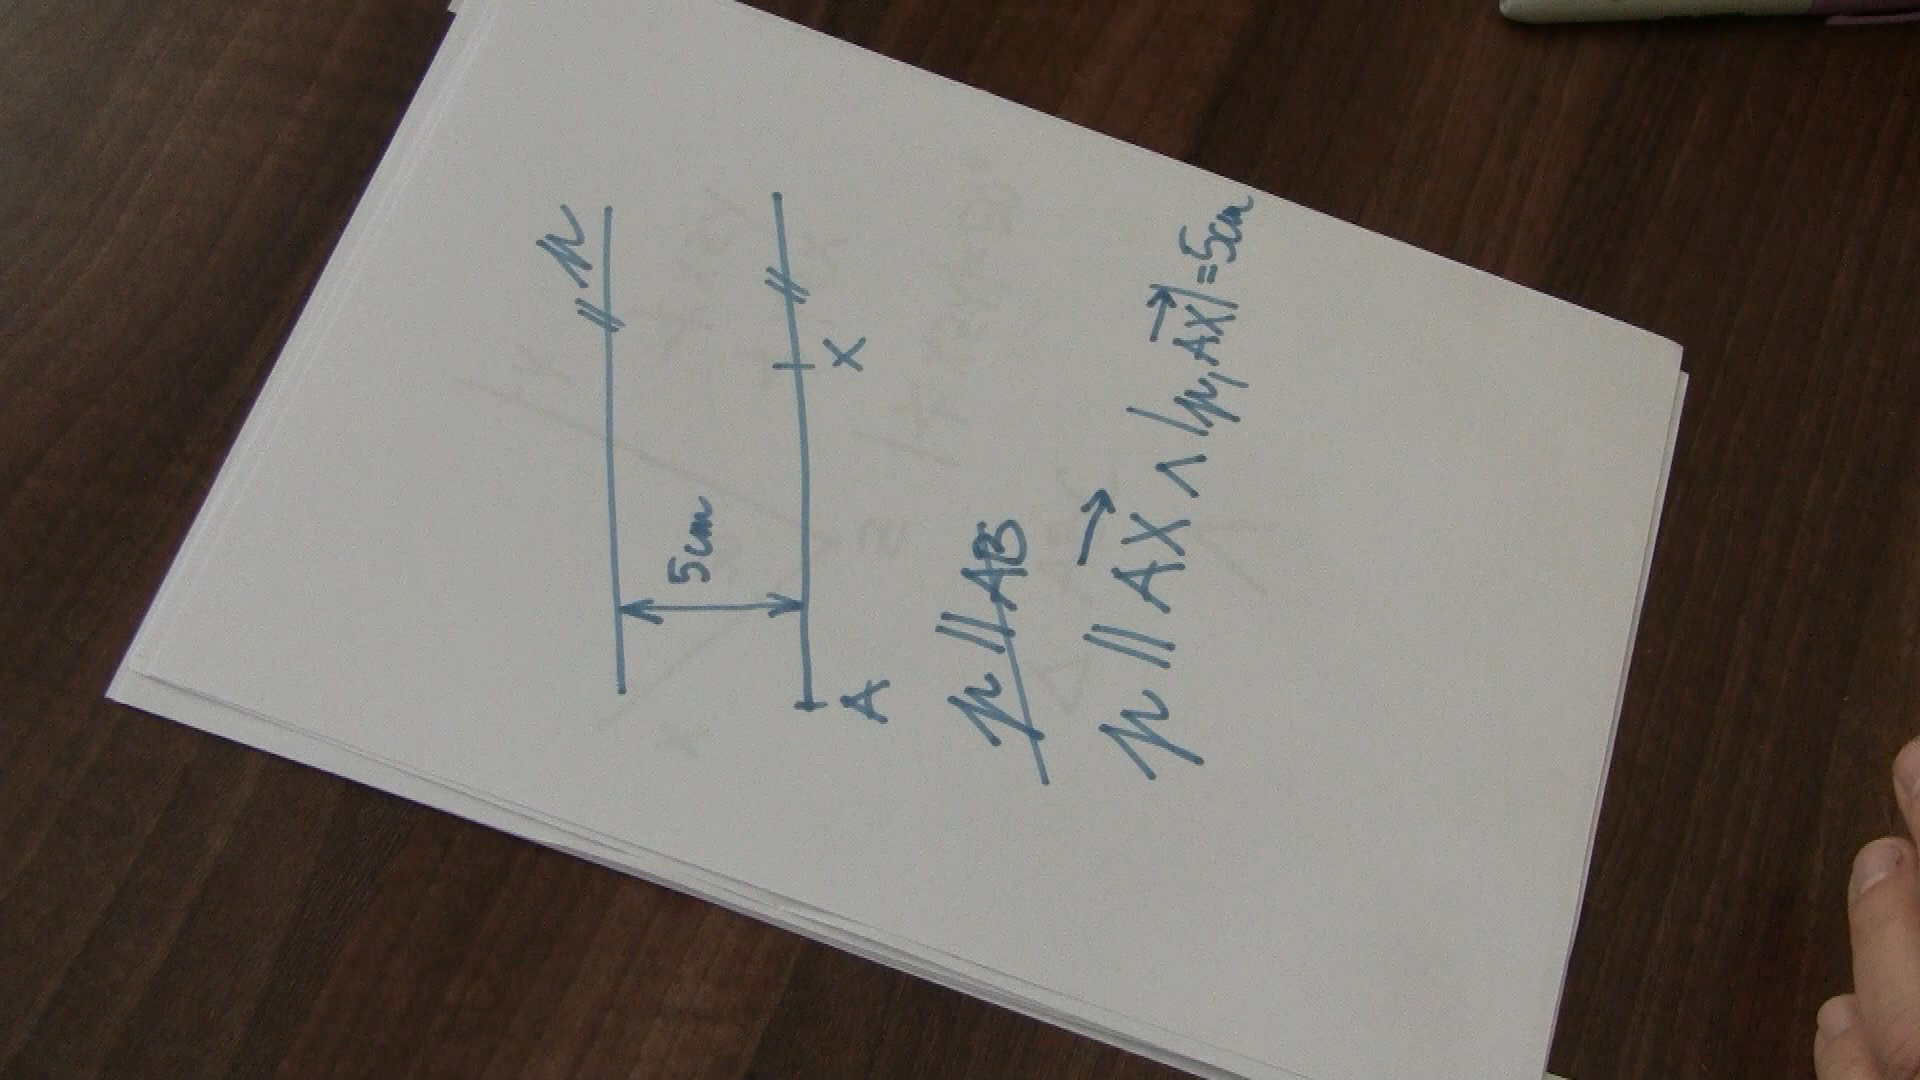 p
5cm
A X
p || AB
p || AX ∧ |p, AX| = 5cm